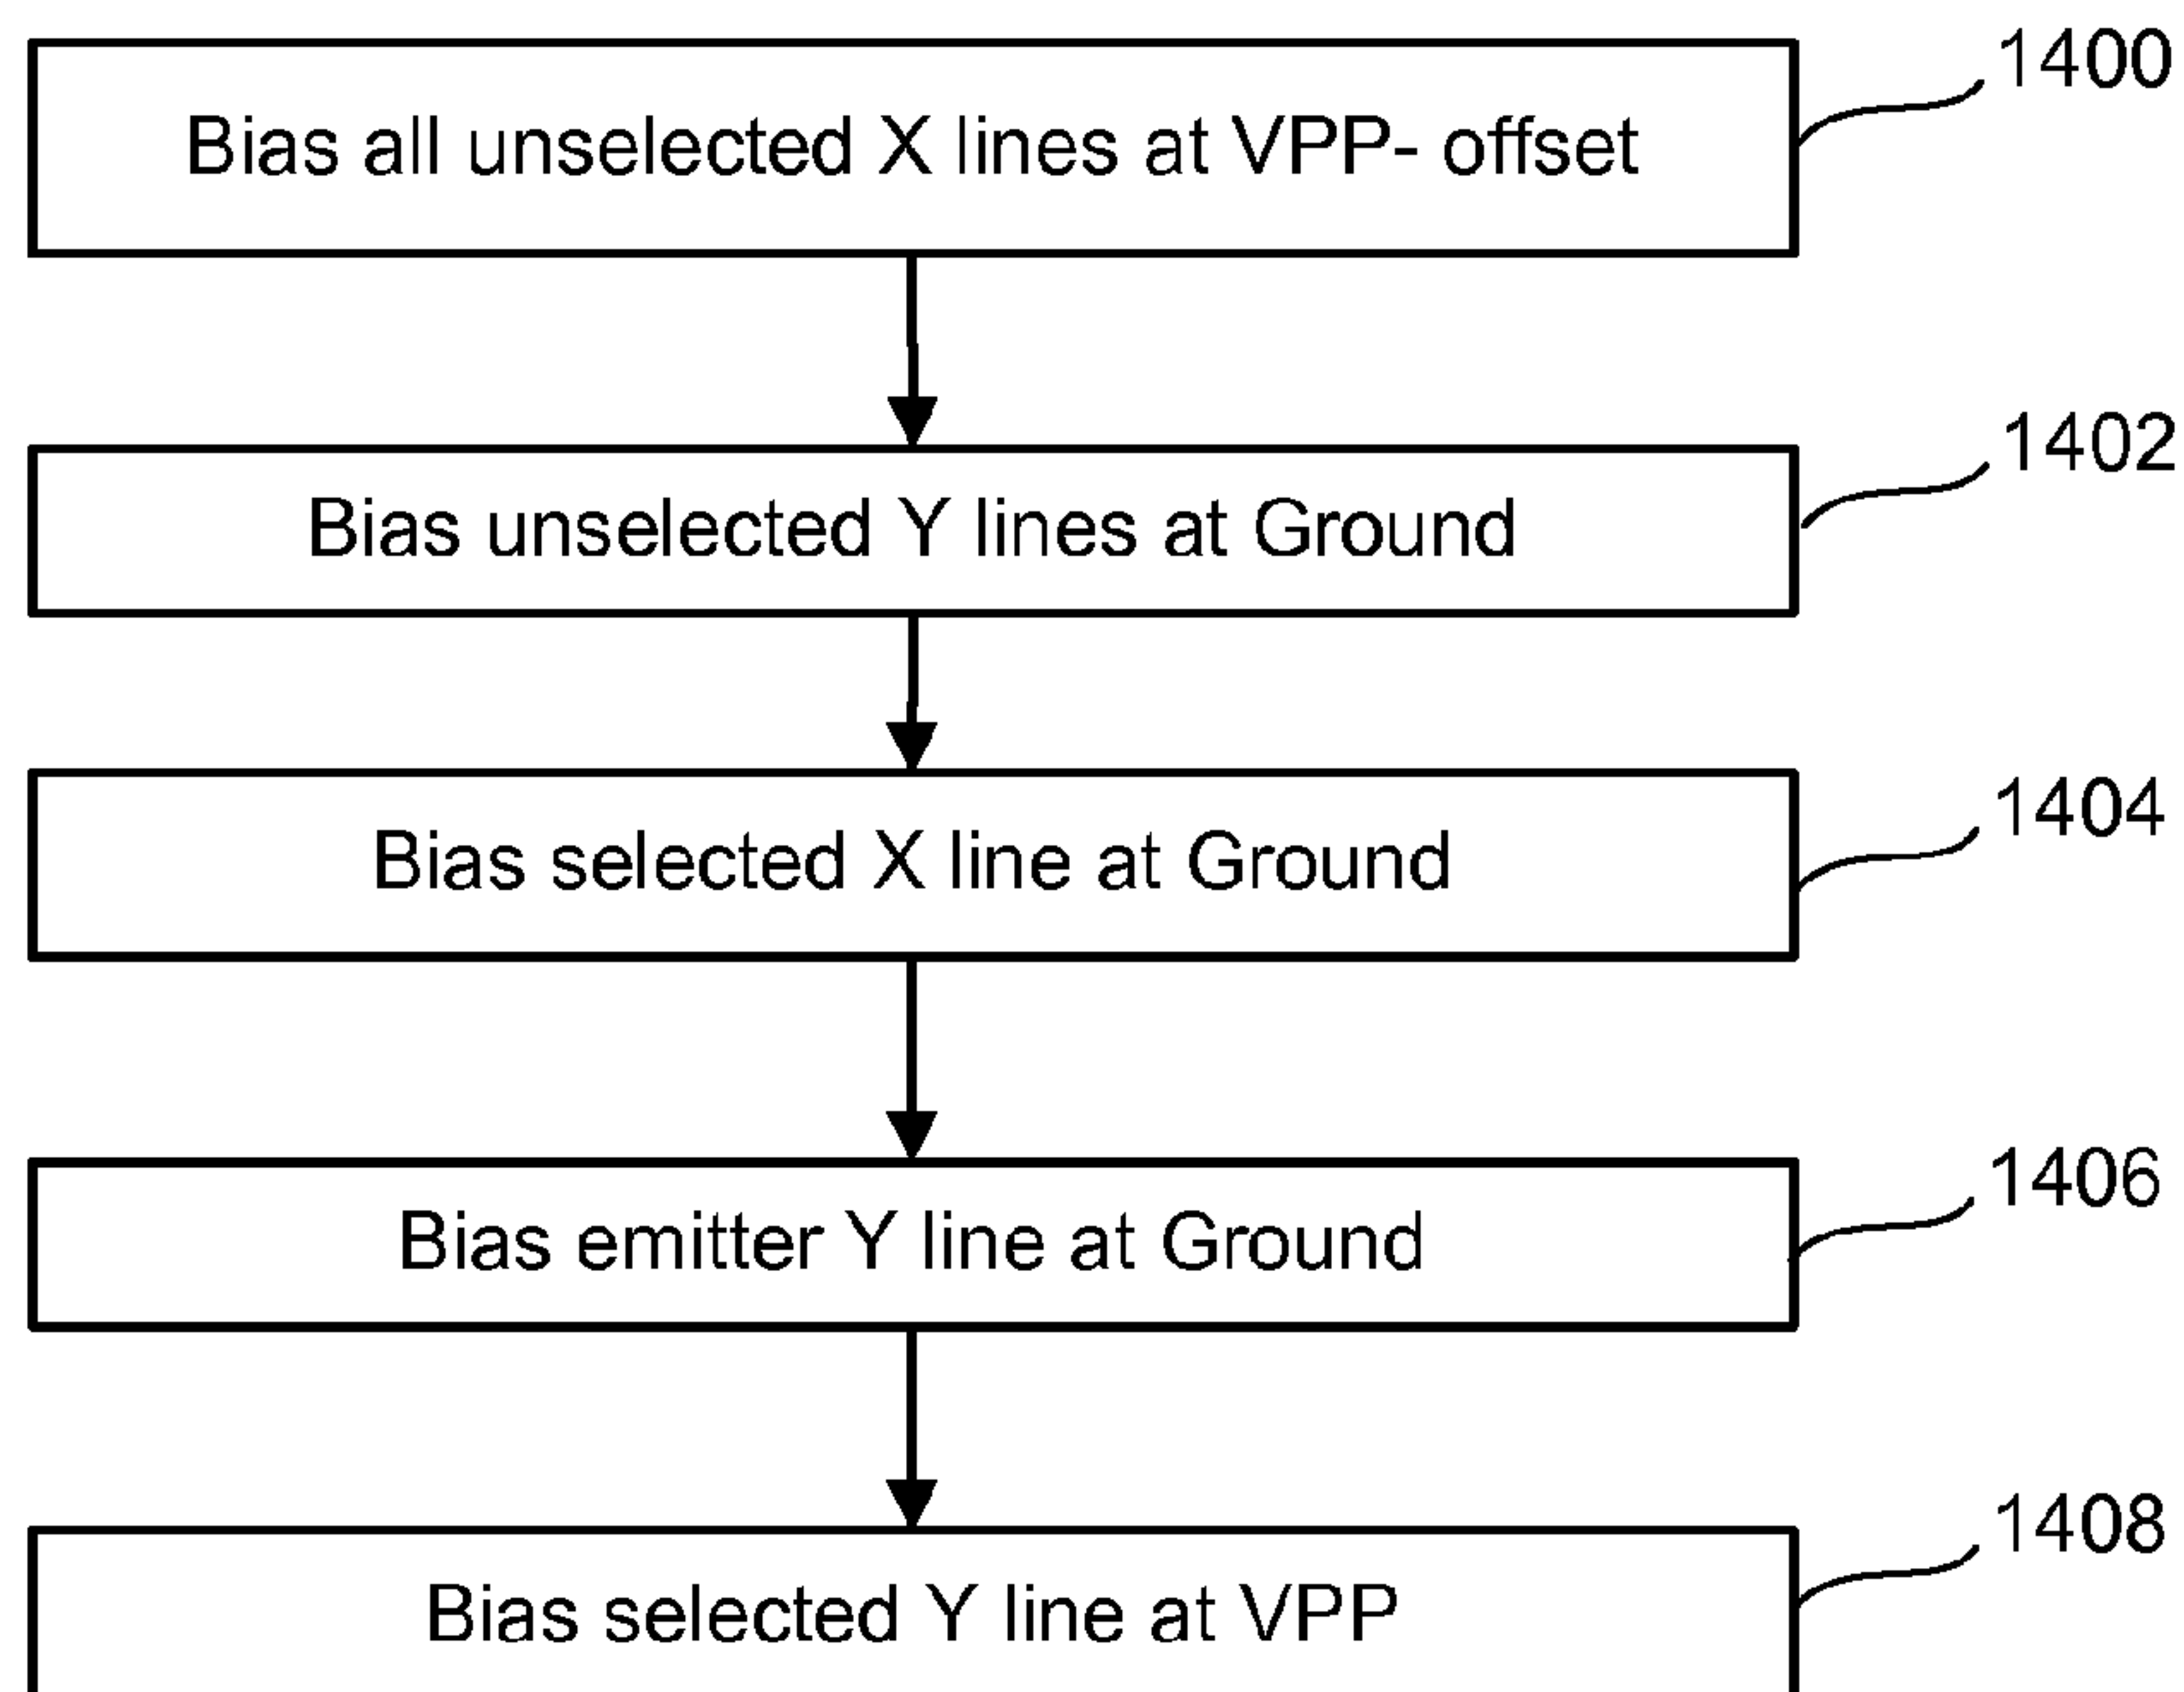 1400
Bias all unselected X lines at VPP- offset
1402
Bias unselected Y lines at Ground
1404
Bias selected X line at Ground
1406
Bias emitter Y line at Ground
1408
Bias selected Y line at VPP